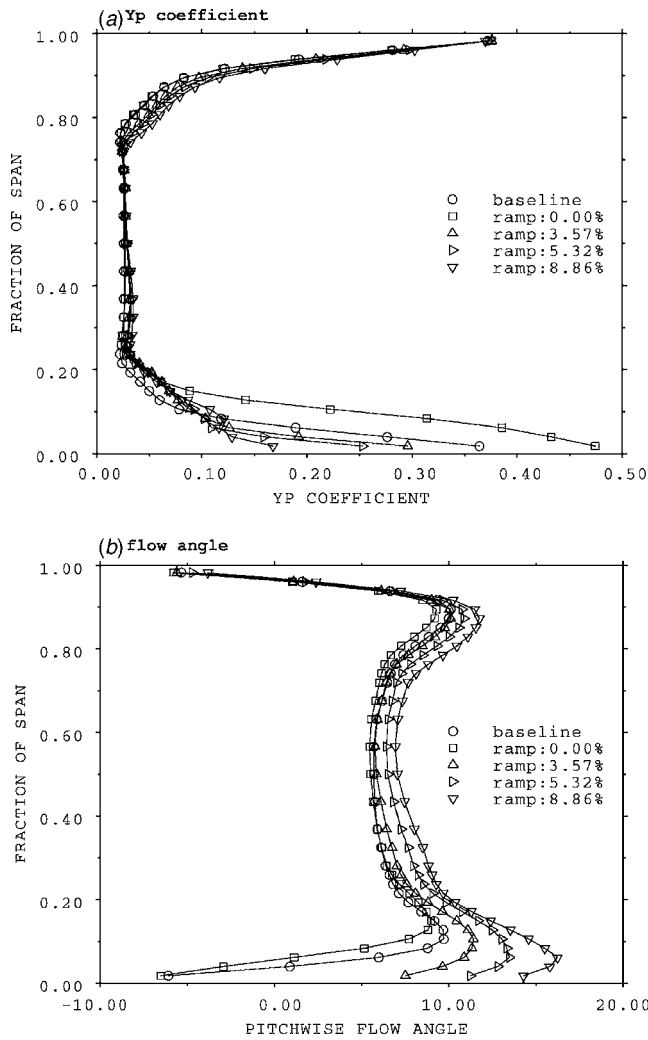 (a) Yp coefficient
1.00
0.80
0.60
0.40
0.20
0.00
FRACTION OF SPAN
baseline
ramp:0.00%
ramp:3.57%
ramp:5.32%
ramp:8.86%
0.00 0.10 0.20 0.30 0.40 0.50
YP COEFFICIENT
(b) flow angle
1.00
0.80
0.60
0.40
0.20
0.00
FRACTION OF SPAN
baseline
ramp:0.00%
ramp:3.57%
ramp:5.32%
ramp:8.86%
-10.00 0.00 10.00 20.00
PITCHWISE FLOW ANGLE